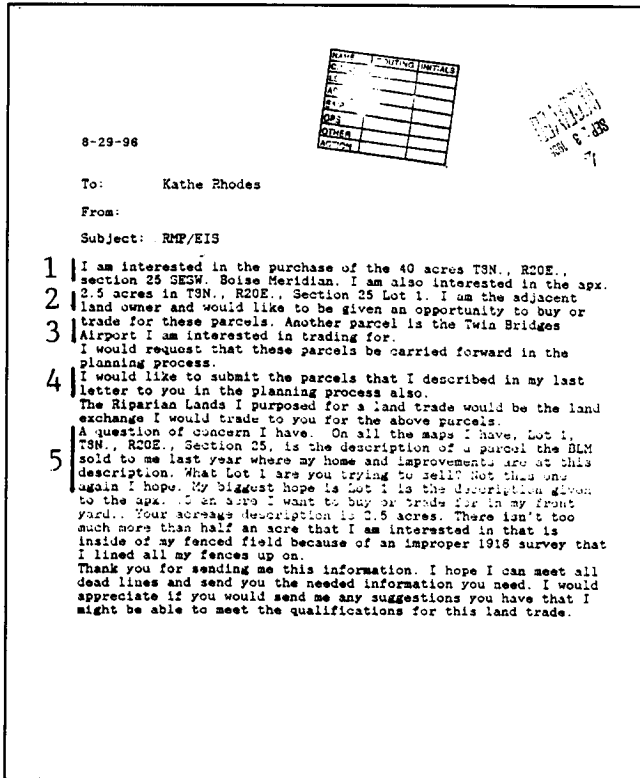 NAME ROUTING INITIALS
OPS
OTHER
ACTION
SEP 3
8-29-96
To: Kathe Rhodes
From:
Subject: RMP/EIS
1 I am interested in the purchase of the 40 acres T8N., R20E.,
section 25 SESW. Boise Meridian. I am also interested in the apx.
2 2.5 acres in T8N., R20E., Section 25 Lot 1. I am the adjacent
land owner and would like to be given an opportunity to buy or
3 trade for these parcels. Another parcel is the Twin Bridges
Airport I am interested in trading for.
I would request that these parcels be carried forward in the
planning process.
4 I would like to submit the parcels that I described in my last
letter to you in the planning process also.
The Riparian Lands I purposed for a land trade would be the land
exchange I would trade to you for the above parcels.
A question of concern I have. On all the maps I have, Lot 1,
5 T8N., R20E., Section 25, is the description of a parcel the BLM
sold to me last year where my home and improvements are at this
description. What Lot 1 are you trying to sell? Not this one
again I hope. My biggest hope is Lot 1 is the description given
to the apx. .5 an acre I want to buy or trade for in my front
yard.. Your acreage description is 2.5 acres. There isn't too
much more than half an acre that I am interested in that is
inside of my fenced field because of an improper 1916 survey that
I lined all my fences up on.
Thank you for sending me this information. I hope I can meet all
dead lines and send you the needed information you need. I would
appreciate if you would send me any suggestions you have that I
might be able to meet the qualifications for this land trade.